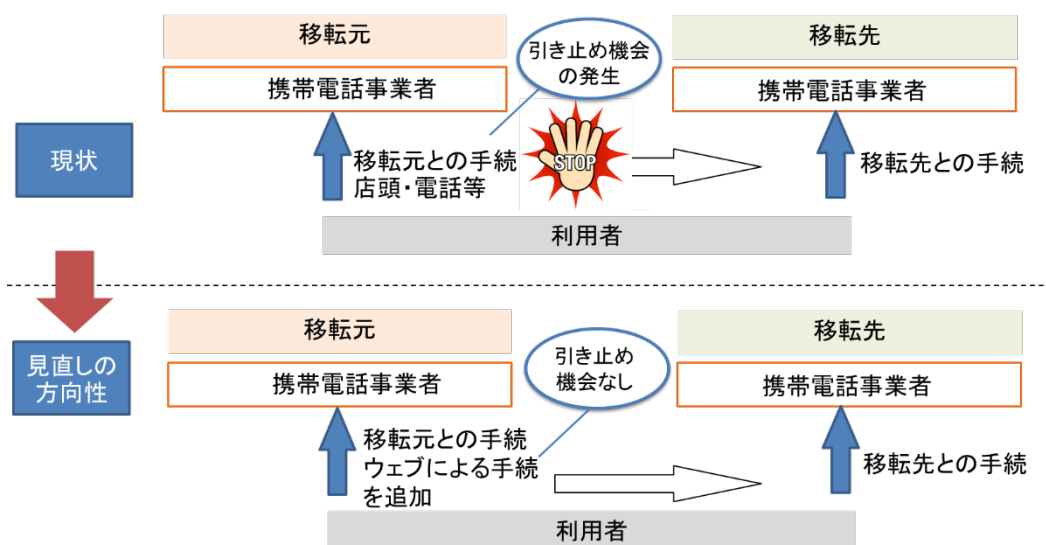 移転元
引き止め機会
の発生
移転先
携帯電話事業者
携帯電話事業者
現状
移転元との手続
店頭・電話等
STOP
移転先との手続
利用者
移転元
引き止め
機会なし
移転先
見直しの
方向性
携帯電話事業者
携帯電話事業者
移転元との手続
ウェブによる手続
を追加
移転先との手続
利用者